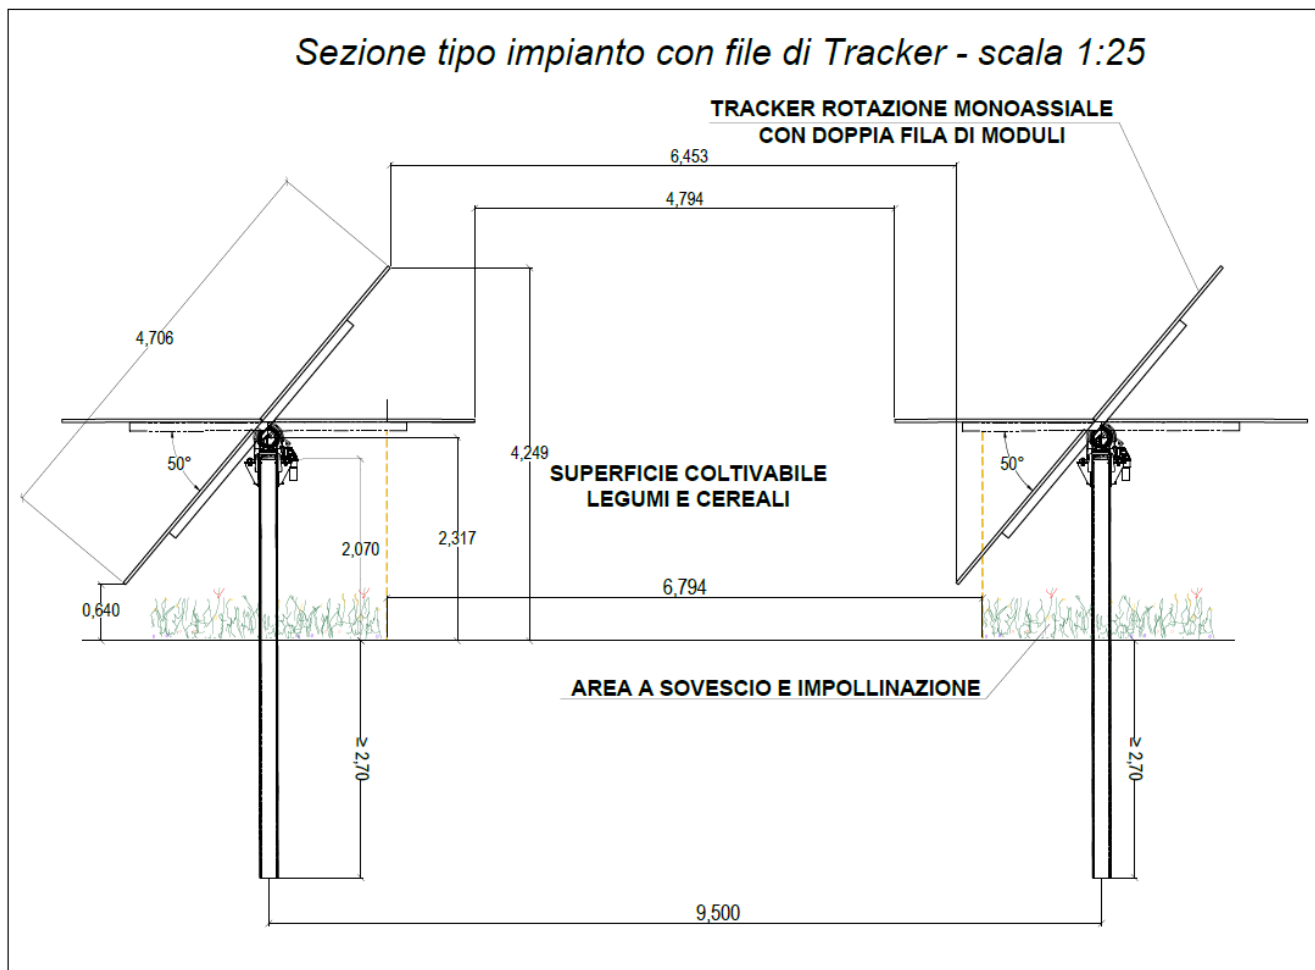 Sezione tipo impianto con file di Tracker - scala 1:25
TRACKER ROTAZIONE MONOASSIALE
CON DOPPIA FILA DI MODULI
6,453
4,794
4,706
50°
4,249
SUPERFICIE COLTIVABILE
LEGUMI E CEREALI
50°
2,317
2,070
0,640
6,794
AREA A SOVESCIO E IMPOLLINAZIONE
≥ 2,70
≥ 2,70
9,500